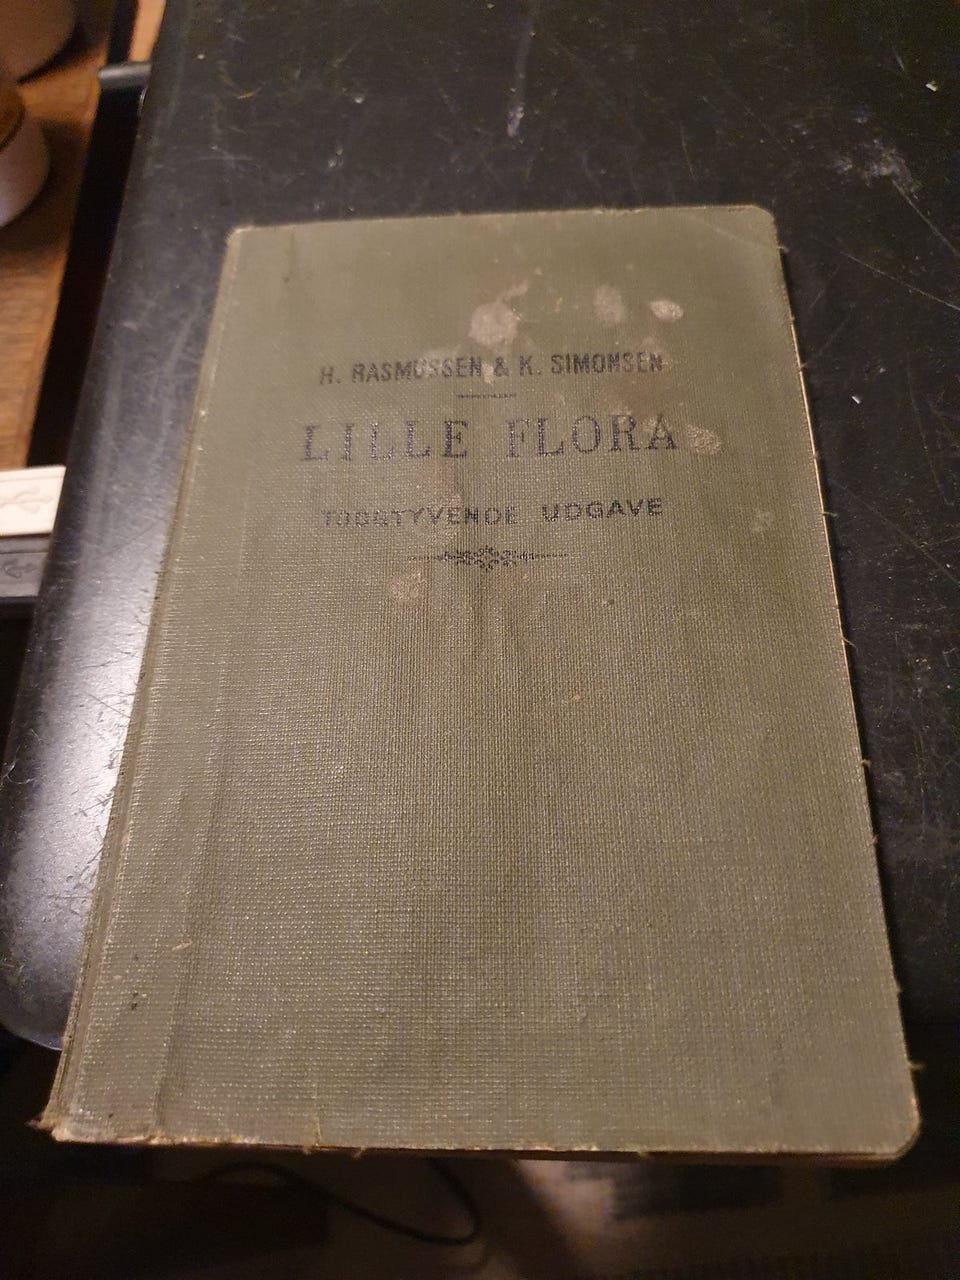 H. RASMUSSEN & K. SIMONSEN
LILLE FLORA
TOOGTYVENDE UDGAVE